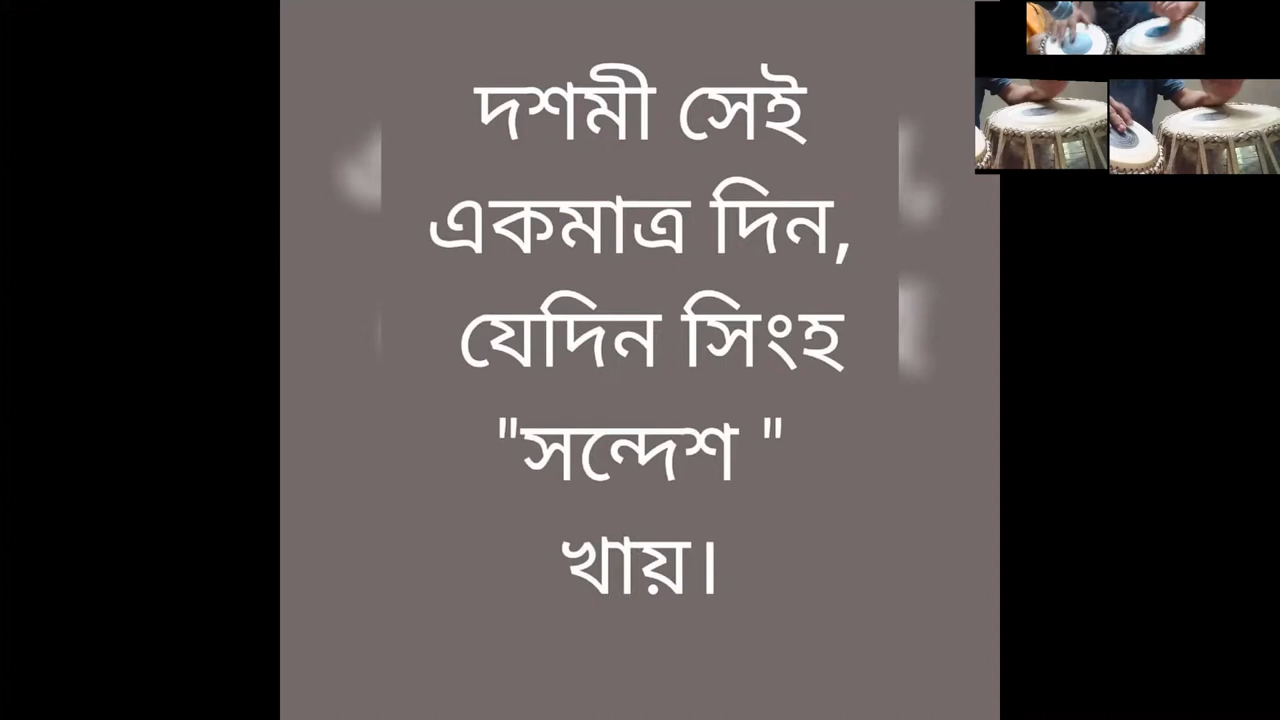 দশমী সেই
একমাত্র দিন,
যেদিন সিংহ
"সন্দেশ "
খায়।